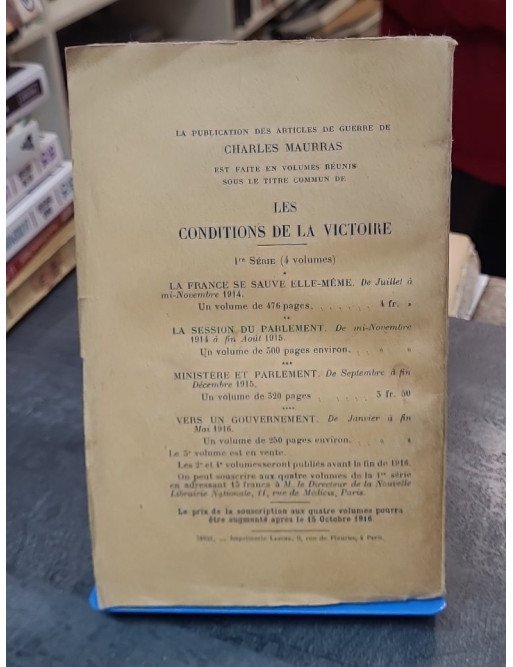 LA PUBLICATION DES ARTICLES DE GUERRE DE
CHARLES MAURRAS
EST FAITE EN VOLUMES RÉUNIS
SOUS LE TITRE COMMUN DE
LES
CONDITIONS DE LA VICTOIRE
1re SÉRIE (4 volumes)
*
LA FRANCE SE SAUVE ELLE-MÊME. De Juillet à
mi-Novembre 1914.
Un volume de 476 pages. . . . . . 4 fr. »
**
LA SESSION DU PARLEMENT. De mi-Novembre
1914 à fin Août 1915.
Un volume de 500 pages environ. . » »
***
MINISTÈRE ET PARLEMENT. De Septembre à fin
Décembre 1915.
Un volume de 320 pages . . . . . 3 fr. 50
****
VERS UN GOUVERNEMENT. De Janvier à fin
Mai 1916.
Un volume de 250 pages environ. . » »
Le 3e volume est en vente.
Les 2e et 4e volumes seront publiés avant la fin de 1916.
On peut souscrire aux quatre volumes de la 1re série
en adressant 15 francs à M. le Directeur de la Nouvelle
Librairie Nationale, 11, rue de Médicis, Paris.
Le prix de la souscription aux quatre volumes pourra
être augmenté après le 15 Octobre 1916.
Imprimerie LAHURE, 9, rue de Fleurus, à Paris.